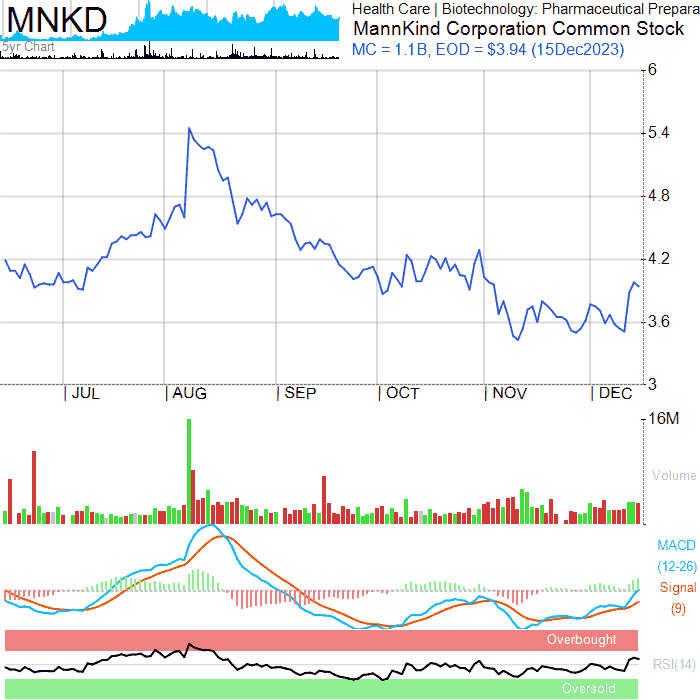 MNKD
5yr Chart
Health Care | Biotechnology: Pharmaceutical Prepara
MannKind Corporation Common Stock
MC = 1.1B, EOD = $3.94 (15Dec2023)
6
5.4
4.8
4.2
3.6
3
| JUL | AUG | SEP | OCT | NOV | DEC
16M
Volume
MACD
(12-26)
Signal
(9)
Overbought
RSI(14)
Oversold